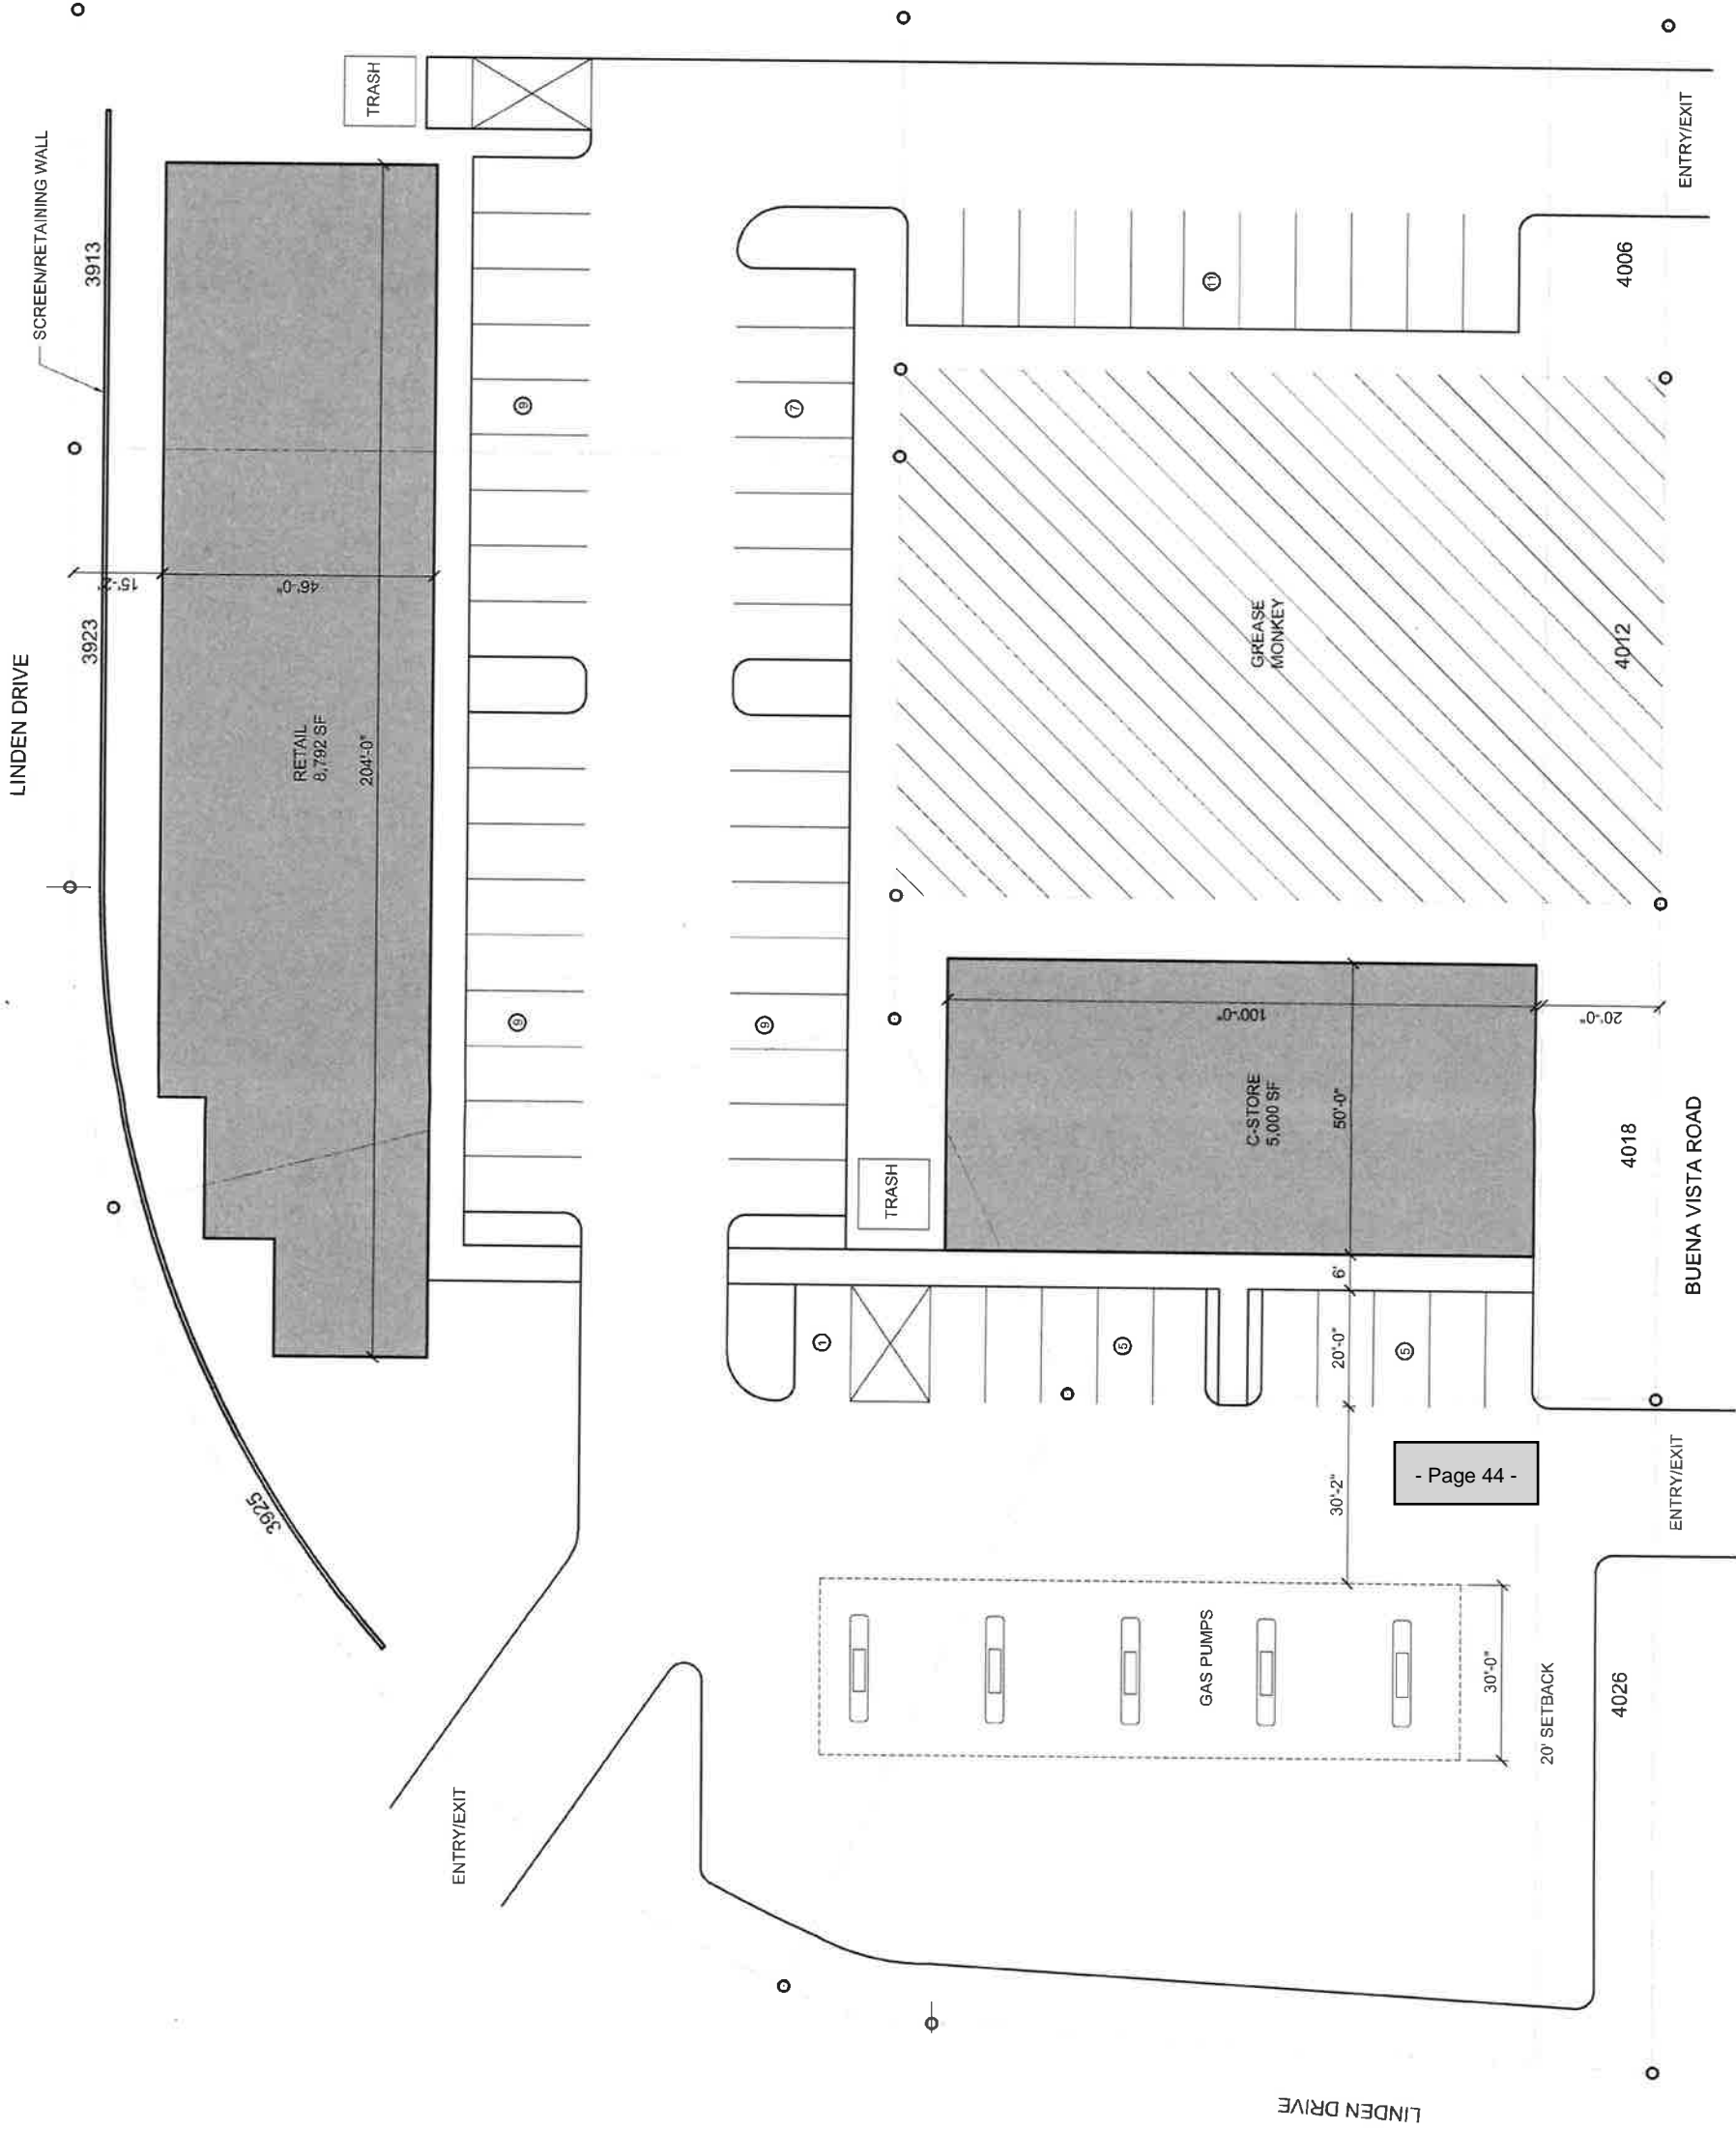 LINDEN DRIVE
SCREEN/RETAINING WALL
3913
3923
3925
15'-2"
46'-0"
RETAIL
8,792 SF
204'-0"
TRASH
9
9
7
9
11
GREASE
MONKEY
4006
4012
ENTRY/EXIT
TRASH
C-STORE
5,000 SF
100'-0"
50'-0"
20'-0"
6'
20'-0"
30'-2"
1
5
5
4018
BUENA VISTA ROAD
- Page 44 -
ENTRY/EXIT
GAS PUMPS
30'-0"
20' SETBACK
4026
ENTRY/EXIT
LINDEN DRIVE